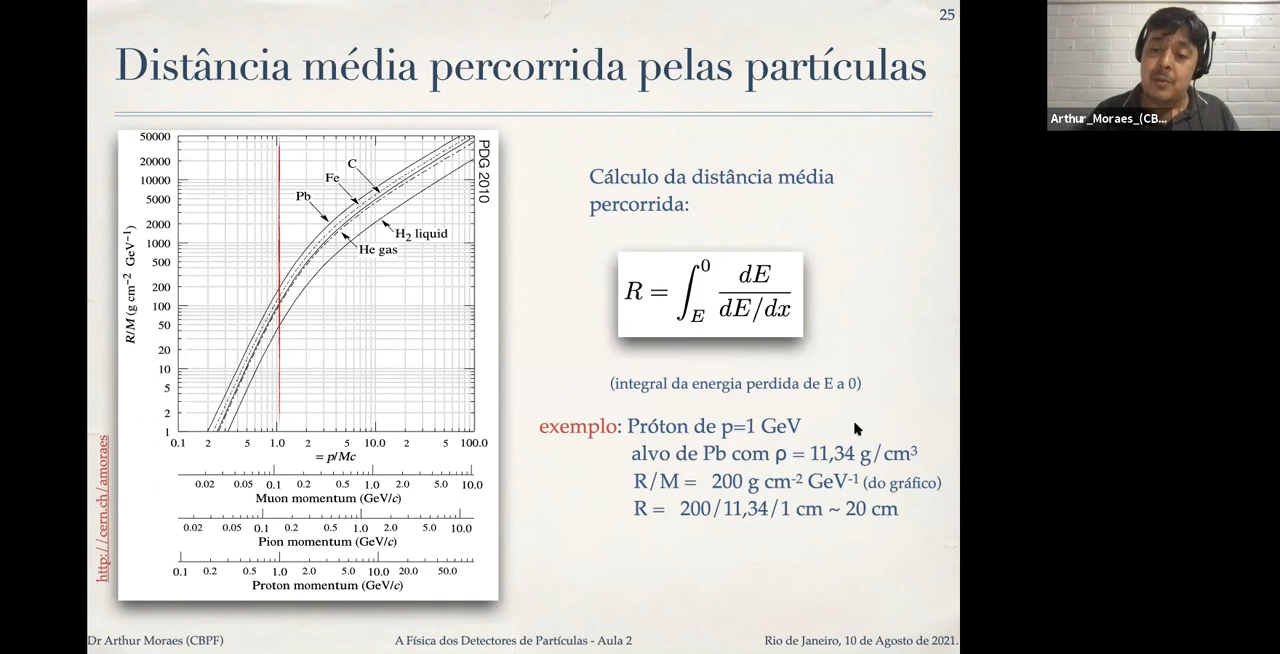 25
Distância média percorrida pelas partículas
Arthur_Moraes_(CB...
PDG 2010
50000
20000
10000
5000
2000
1000
500
200
100
50
20
10
5
2
1
R/M (g cm⁻² GeV⁻¹)
C
Fe
Pb
H₂ liquid
He gas
0.1 2 5 1.0 2 5 10.0 2 5 100.0
= p/Mc
0.02 0.05 0.1 0.2 0.5 1.0 2.0 5.0 10.0
Muon momentum (GeV/c)
0.02 0.05 0.1 0.2 0.5 1.0 2.0 5.0 10.0
Pion momentum (GeV/c)
0.1 0.2 0.5 1.0 2.0 5.0 10.0 20.0 50.0
Proton momentum (GeV/c)
http://cern.ch/amoraes
Cálculo da distância média
percorrida:
R = ∫_E^0 dE / dE/dx
(integral da energia perdida de E a 0)
exemplo: Próton de p=1 GeV
alvo de Pb com ρ = 11,34 g/cm³
R/M = 200 g cm⁻² GeV⁻¹ (do gráfico)
R = 200/11,34/1 cm ~ 20 cm
Dr Arthur Moraes (CBPF)
A Física dos Detectores de Partículas - Aula 2
Rio de Janeiro, 10 de Agosto de 2021.